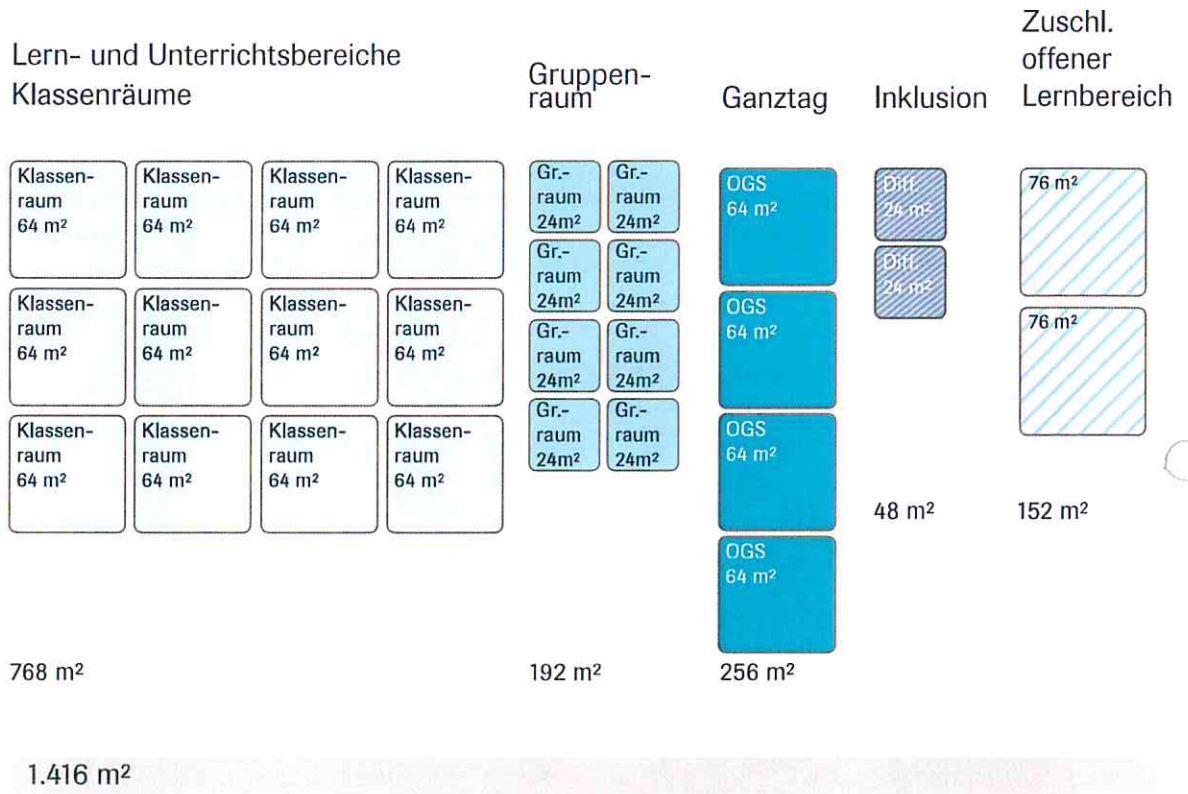 Lern- und Unterrichtsbereiche
Klassenräume
Gruppen-
raum
Ganztag
Inklusion
Zuschl.
offener
Lernbereich
Klassen-
raum
64 m²
Klassen-
raum
64 m²
Klassen-
raum
64 m²
Klassen-
raum
64 m²
Klassen-
raum
64 m²
Klassen-
raum
64 m²
Klassen-
raum
64 m²
Klassen-
raum
64 m²
Klassen-
raum
64 m²
Klassen-
raum
64 m²
Klassen-
raum
64 m²
Klassen-
raum
64 m²
Gr.-
raum
24m²
Gr.-
raum
24m²
Gr.-
raum
24m²
Gr.-
raum
24m²
Gr.-
raum
24m²
Gr.-
raum
24m²
Gr.-
raum
24m²
Gr.-
raum
24m²
OGS
64 m²
OGS
64 m²
OGS
64 m²
OGS
64 m²
Diff.
24 m²
Diff.
24 m²
76 m²
76 m²
768 m²
192 m²
256 m²
48 m²
152 m²
1.416 m²